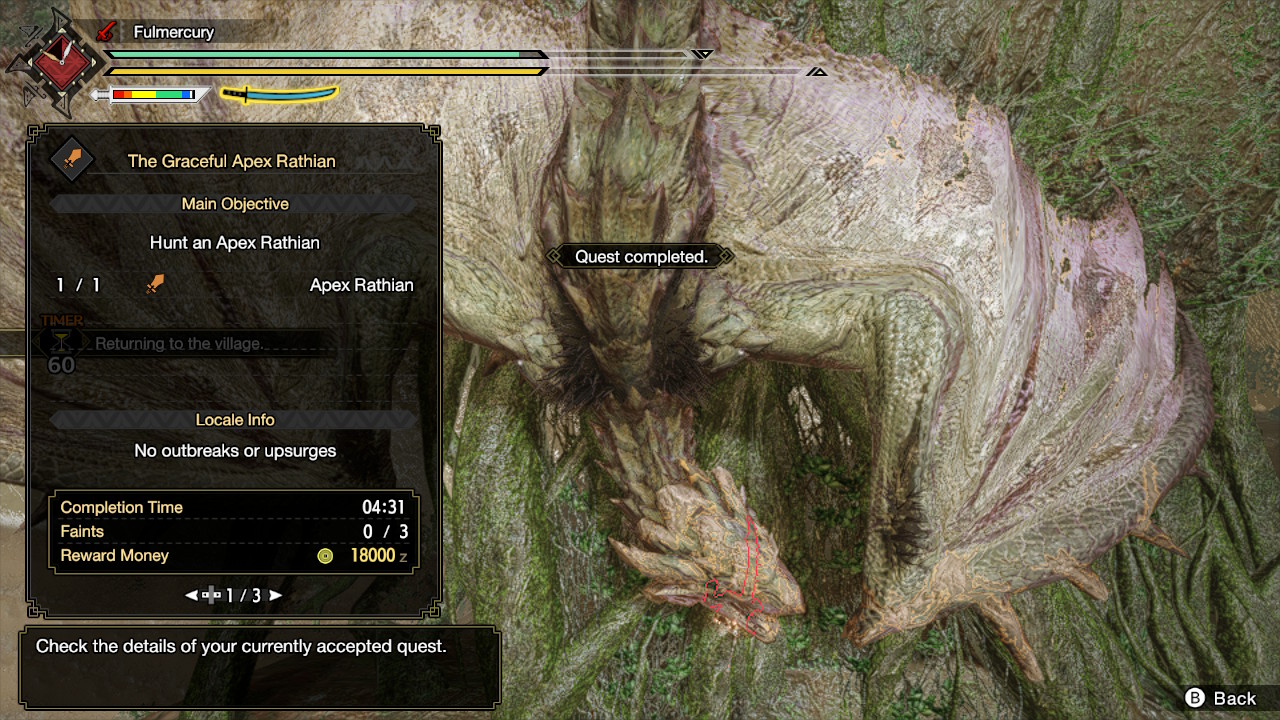 Fulmercury
The Graceful Apex Rathian
Main Objective
Hunt an Apex Rathian
1 / 1 Apex Rathian
TIMER
Returning to the village.
60
Quest completed.
Locale Info
No outbreaks or upsurges
Completion Time 04:31
Faints 0 / 3
Reward Money 18000 z
1 / 3
Check the details of your currently accepted quest.
B Back